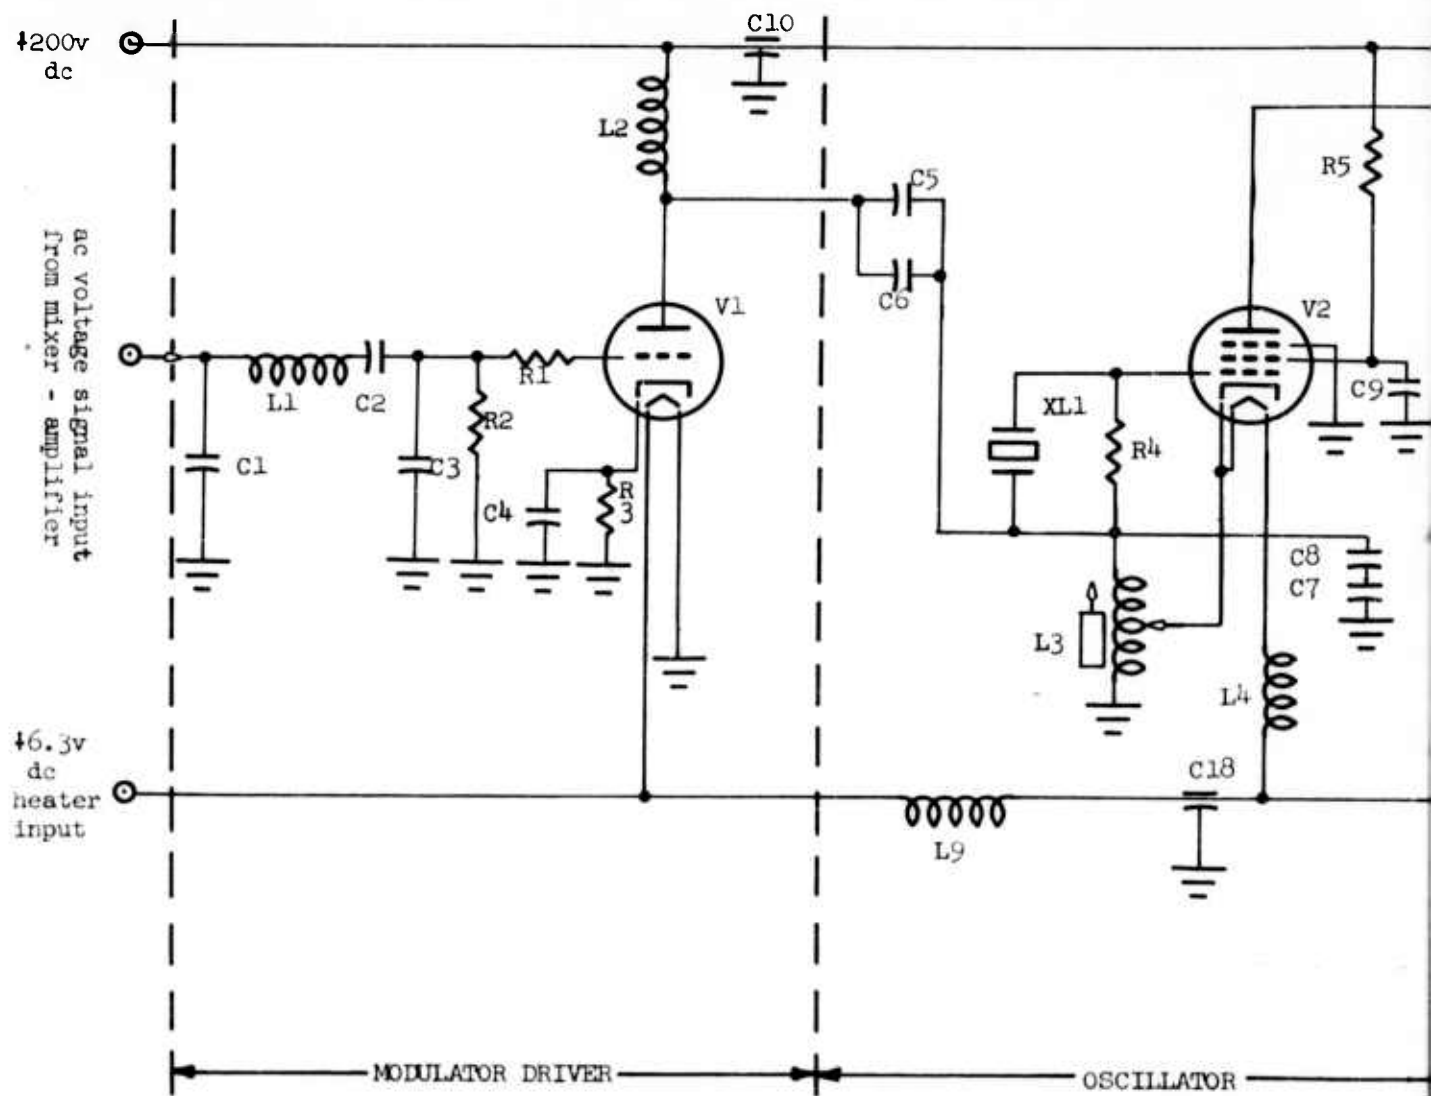 C10
+200v
dc
L2
C5
R5
C6
V1
V2
ac voltage signal input
from mixer - amplifier
R1
L1
C2
XL1
C9
R2
R4
C1
C3
C4
R
3
C8
C7
L3
L4
+6.3v
dc
heater
input
C18
L9
MODULATOR DRIVER
OSCILLATOR